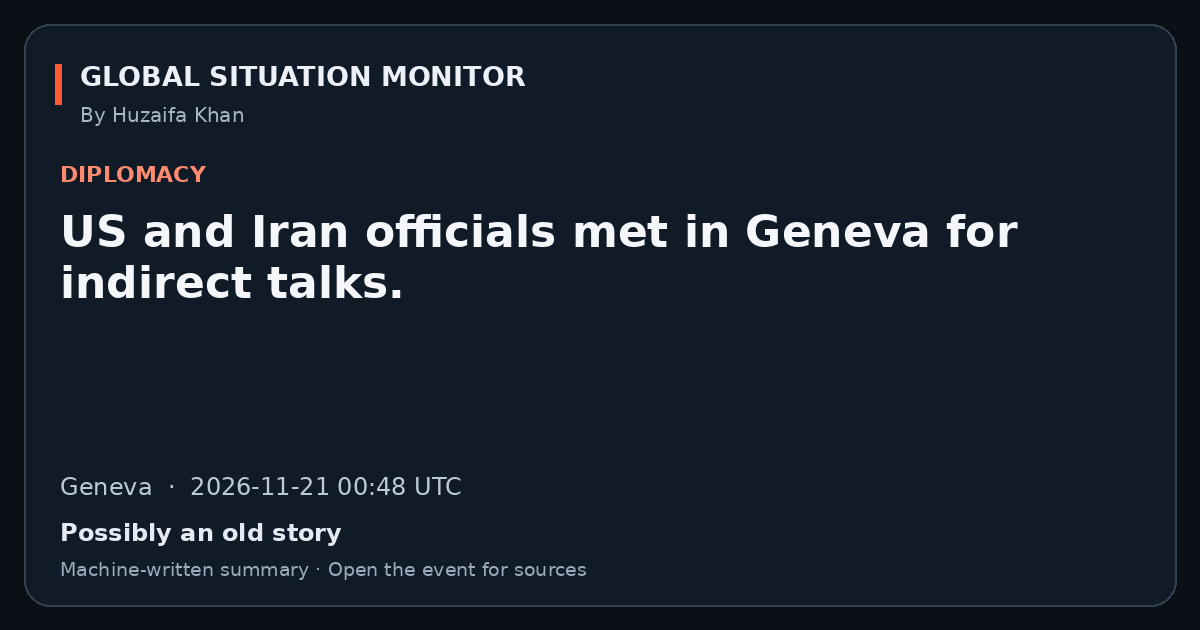 GLOBAL SITUATION MONITOR
By Huzaifa Khan
DIPLOMACY
US and Iran officials met in Geneva for
indirect talks.
Geneva · 2026-11-21 00:48 UTC
Possibly an old story
Machine-written summary · Open the event for sources